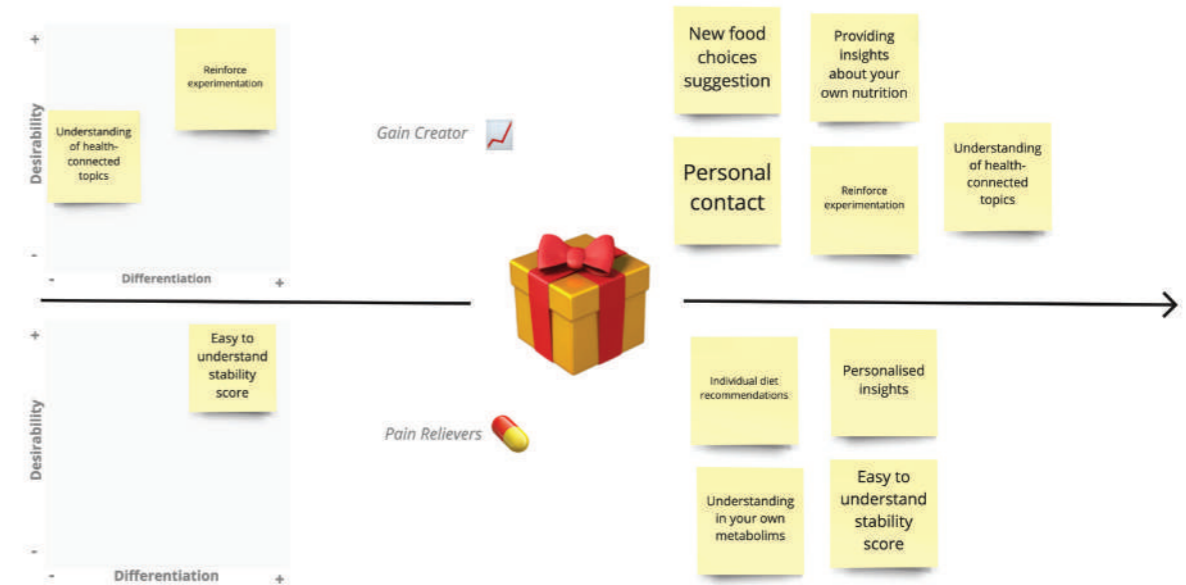 +
Desirability
-
-
Differentiation
+
Reinforce
experimentation
Understanding
of health-
connected
topics
Gain Creator
New food
choices
suggestion
Providing
insights
about your
own nutrition
Personal
contact
Reinforce
experimentation
Understanding
of health-
connected
topics
+
Desirability
-
-
Differentiation
+
Easy to
understand
stability
score
Pain Relievers
Individual diet
recommendations
Personalised
insights
Understanding
in your own
metabolims
Easy to
understand
stability
score